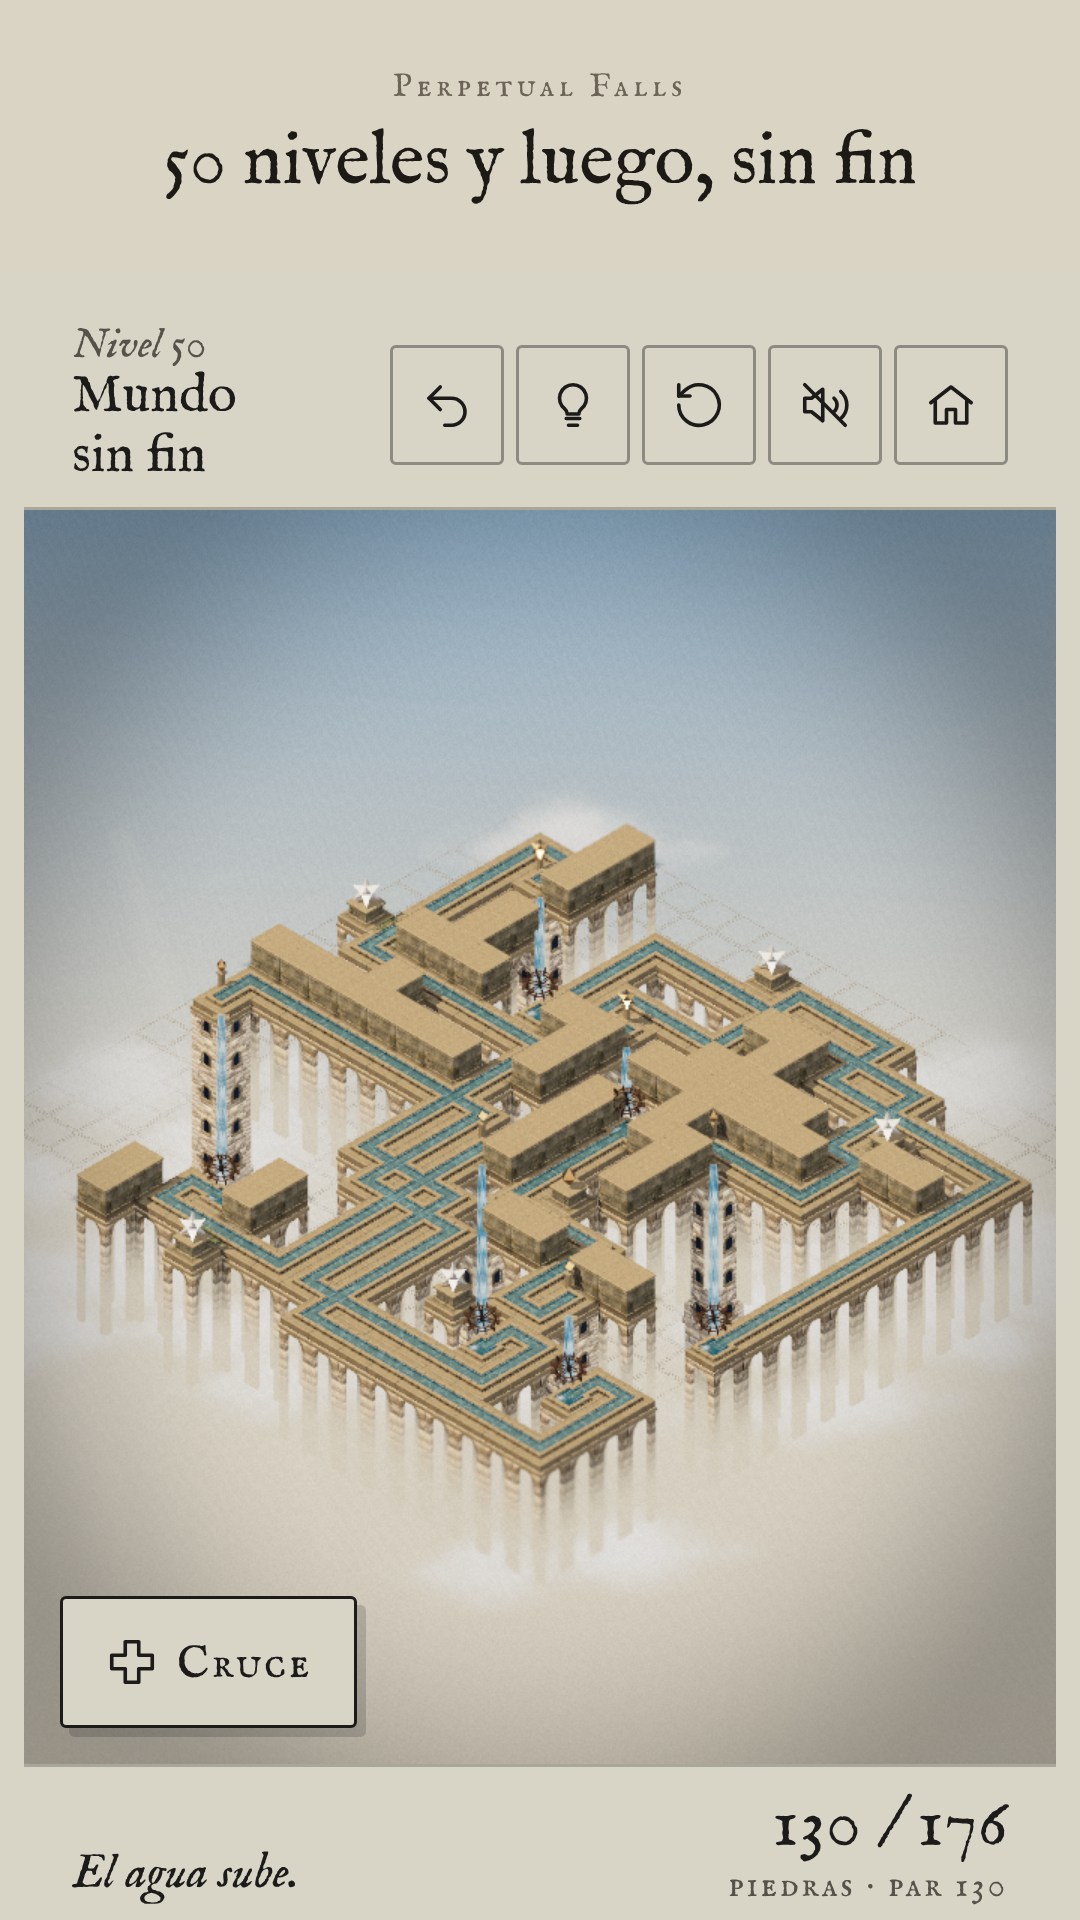 Perpetual Falls
50 niveles y luego, sin fin
Nivel 50
Mundo
sin fin
Cruce
130 / 176
El agua sube.
PIEDRAS · PAR 130